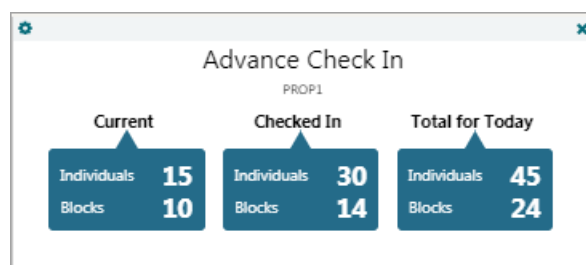 Advance Check In
PROP1
Current Checked In Total for Today
Individuals 15 Individuals 30 Individuals 45
Blocks 10 Blocks 14 Blocks 24